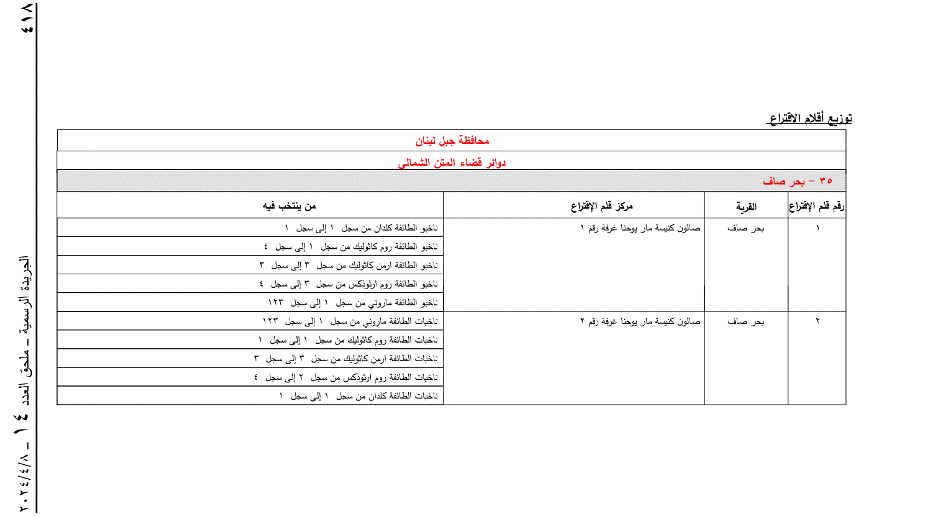 ٤١٨
الجريدة الرسمية – ملحق العدد ١٤ – ٢٠٢٤/٤/٨
توزيع أقلام الاقتراع
محافظة جبل لبنان
دوائر قضاء المتن الشمالي
٣٥ - بحر صاف
رقم قلم الإقتراع القرية مركز قلم الإقتراع من ينتخب فيه
١ بحر صاف صالون كنيسة مار يوحنا غرفة رقم ١ ناخبو الطائفة كلدان من سجل ١ إلى سجل ١
ناخبو الطائفة روم كاثوليك من سجل ١ إلى سجل ٤
ناخبو الطائفة ارمن كاثوليك من سجل ٣ إلى سجل ٣
ناخبو الطائفة روم ارثوذكس من سجل ٣ إلى سجل ٤
ناخبو الطائفة ماروني من سجل ١ إلى سجل ١٢٣
٢ بحر صاف صالون كنيسة مار يوحنا غرفة رقم ٢ ناخبات الطائفة ماروني من سجل ١ إلى سجل ١٢٣
ناخبات الطائفة روم كاثوليك من سجل ١ إلى سجل ١
ناخبات الطائفة ارمن كاثوليك من سجل ٣ إلى سجل ٣
ناخبات الطائفة روم ارثوذكس من سجل ٢ إلى سجل ٤
ناخبات الطائفة كلدان من سجل ١ إلى سجل ١